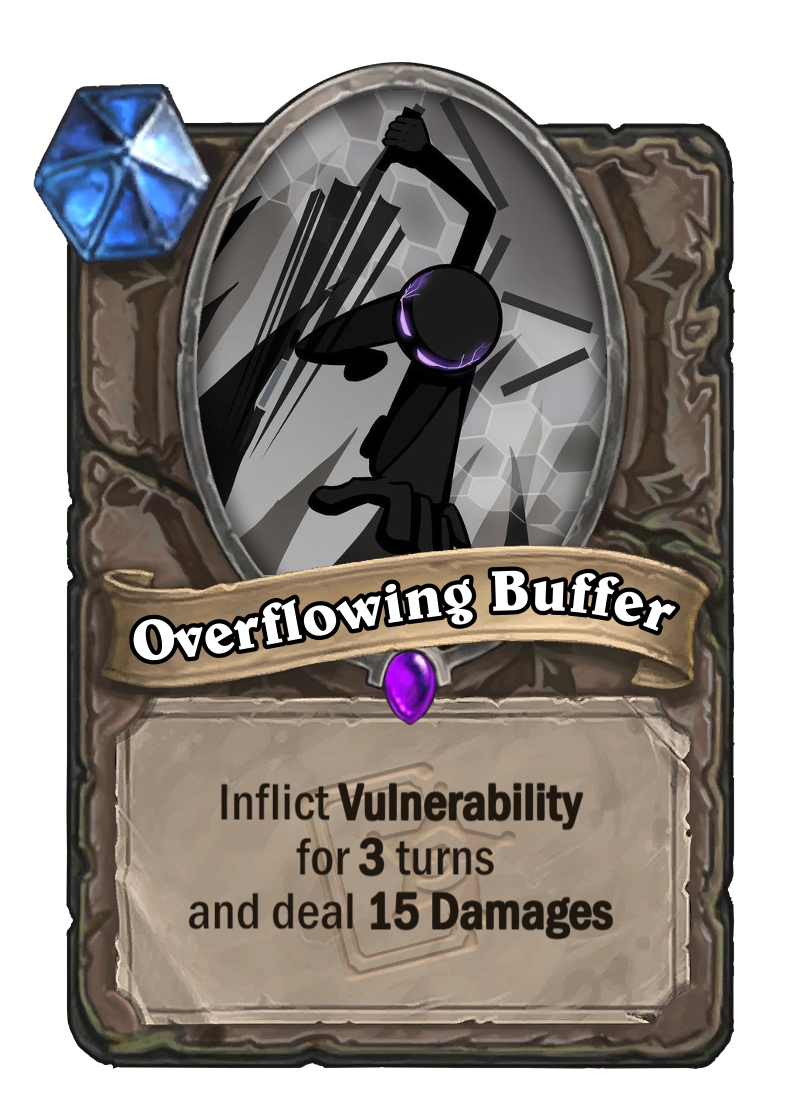 Overflowing Buffer
Inflict Vulnerability
for 3 turns
and deal 15 Damages